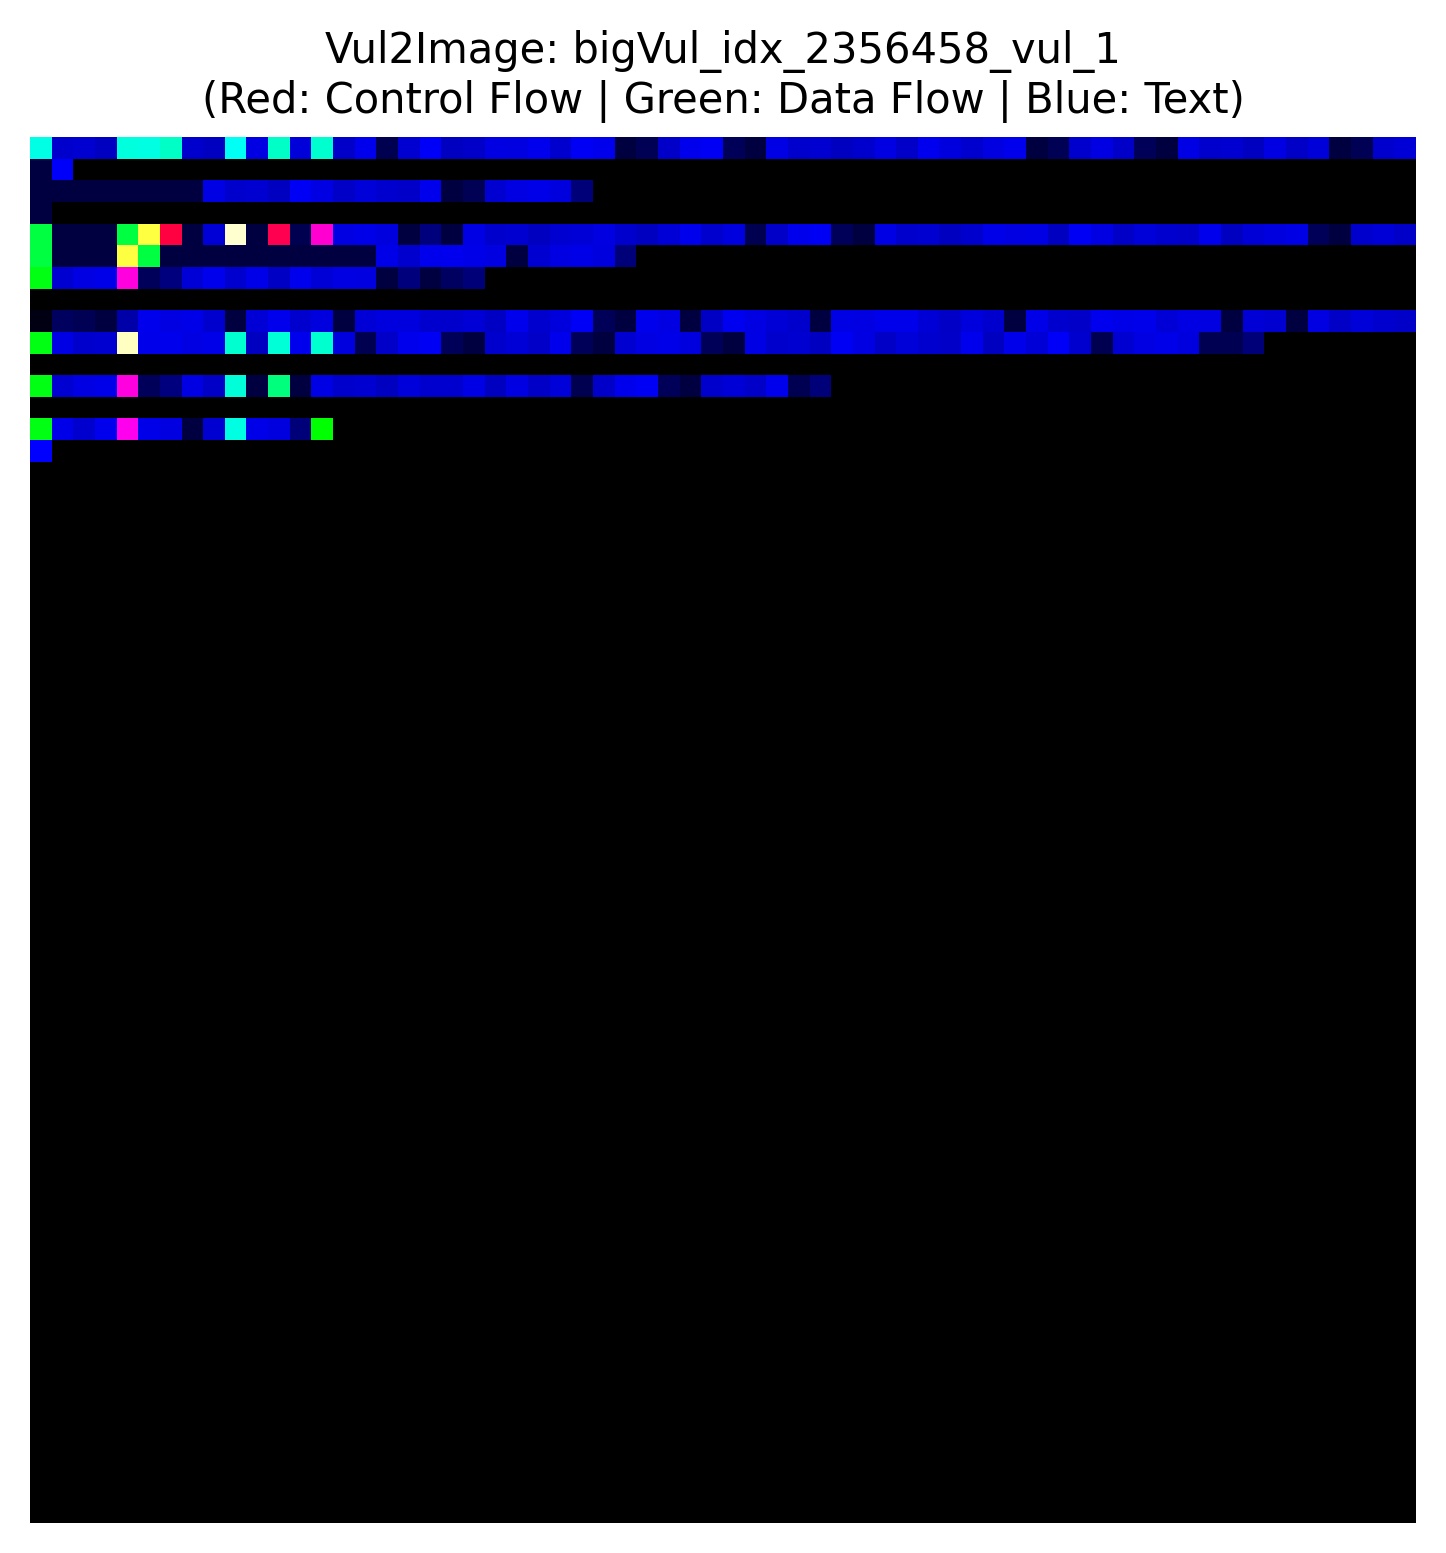 Vul2Image: bigVul_idx_2356458_vul_1
(Red: Control Flow | Green: Data Flow | Blue: Text)